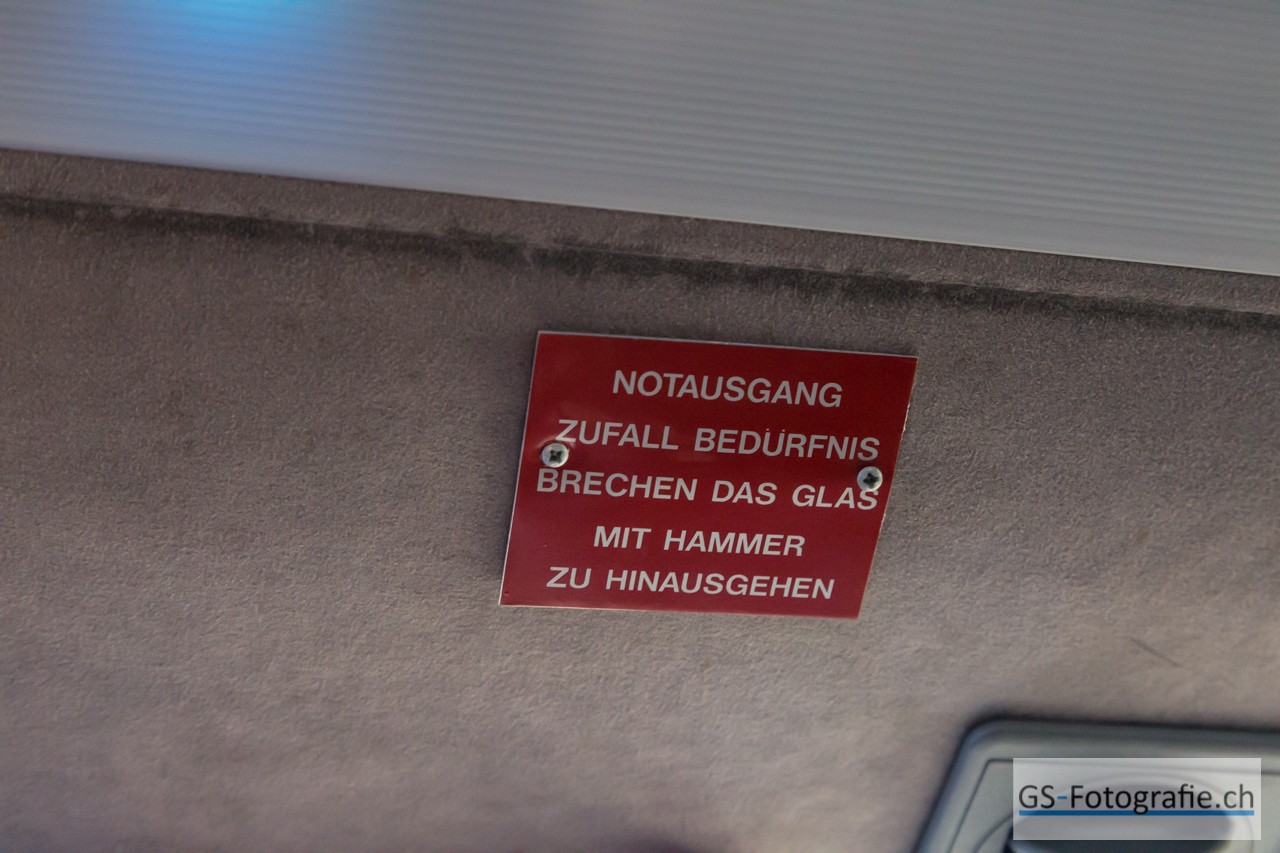 NOTAUSGANG
ZUFALL BEDÜRFNIS
BRECHEN DAS GLAS
MIT HAMMER
ZU HINAUSGEHEN
GS-Fotografie.ch